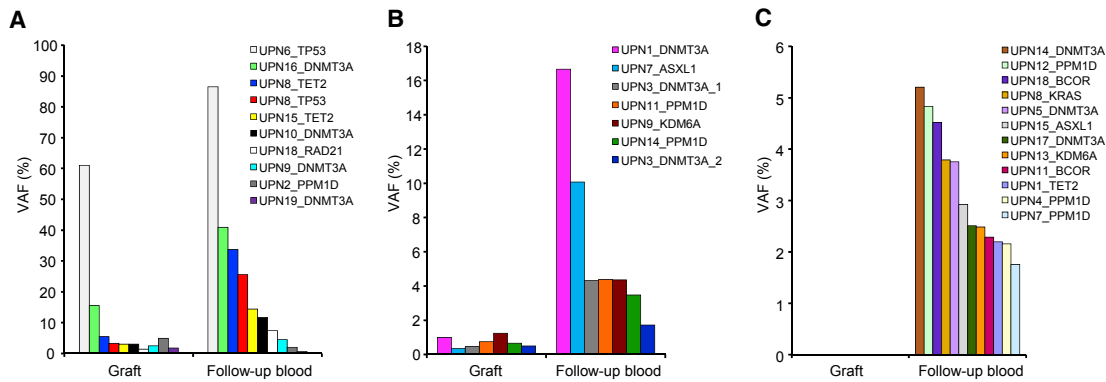 A
100
90
80
70
60
50
40
30
20
10
0
VAF (%)
Graft
Follow-up blood
UPN6_TP53
UPN16_DNMT3A
UPN8_TET2
UPN8_TP53
UPN15_TET2
UPN10_DNMT3A
UPN18_RAD21
UPN9_DNMT3A
UPN2_PPM1D
UPN19_DNMT3A
B
18
16
14
12
10
8
6
4
2
0
VAF (%)
Graft
Follow-up blood
UPN1_DNMT3A
UPN7_ASXL1
UPN3_DNMT3A_1
UPN11_PPM1D
UPN9_KDM6A
UPN14_PPM1D
UPN3_DNMT3A_2
C
6
5
4
3
2
1
0
VAF (%)
Graft
Follow-up blood
UPN14_DNMT3A
UPN12_PPM1D
UPN18_BCOR
UPN8_KRAS
UPN5_DNMT3A
UPN15_ASXL1
UPN17_DNMT3A
UPN13_KDM6A
UPN11_BCOR
UPN1_TET2
UPN4_PPM1D
UPN7_PPM1D